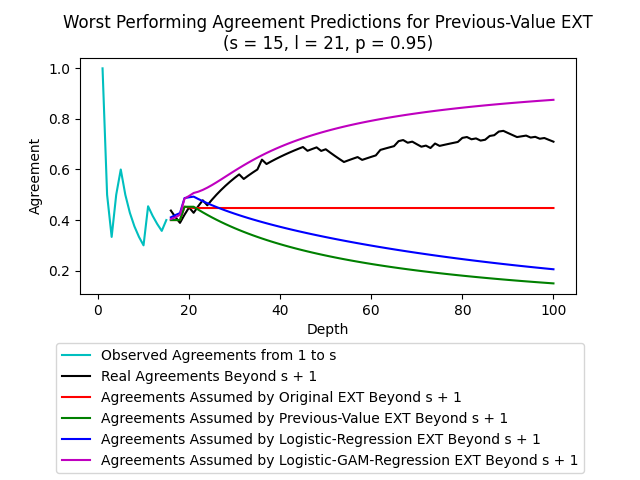 Worst Performing Agreement Predictions for Previous-Value EXT
(s = 15, l = 21, p = 0.95)
1.0
0.8
0.6
0.4
0.2
Agreement
0
20
40
60
80
100
Depth
Observed Agreements from 1 to s
Real Agreements Beyond s + 1
Agreements Assumed by Original EXT Beyond s + 1
Agreements Assumed by Previous-Value EXT Beyond s + 1
Agreements Assumed by Logistic-Regression EXT Beyond s + 1
Agreements Assumed by Logistic-GAM-Regression EXT Beyond s + 1